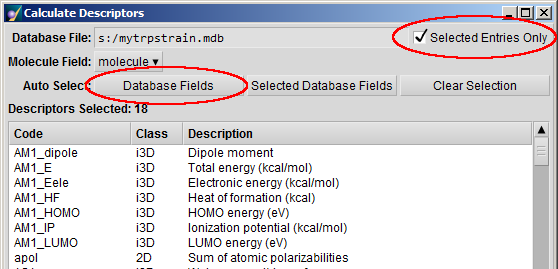 Calculate Descriptors
Database File: s:/mytrpstrain.mdb Selected Entries Only
Molecule Field: molecule
Auto Select: Database Fields Selected Database Fields Clear Selection
Descriptors Selected: 18
Code Class Description
AM1_dipole i3D Dipole moment
AM1_E i3D Total energy (kcal/mol)
AM1_Eele i3D Electronic energy (kcal/mol)
AM1_HF i3D Heat of formation (kcal/mol)
AM1_HOMO i3D HOMO energy (eV)
AM1_IP i3D Ionization potential (kcal/mol)
AM1_LUMO i3D LUMO energy (eV)
apol 2D Sum of atomic polarizabilities